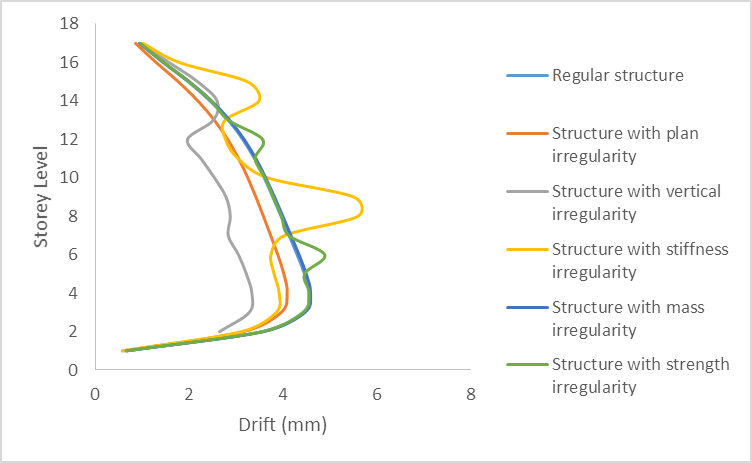 18
16
14
12
10
8
6
4
2
0
Storey Level
0 2 4 6 8
Drift (mm)
Regular structure
Structure with plan
irregularity
Structure with vertical
irregularity
Structure with stiffness
irregularity
Structure with mass
irregularity
Structure with strength
irregularity